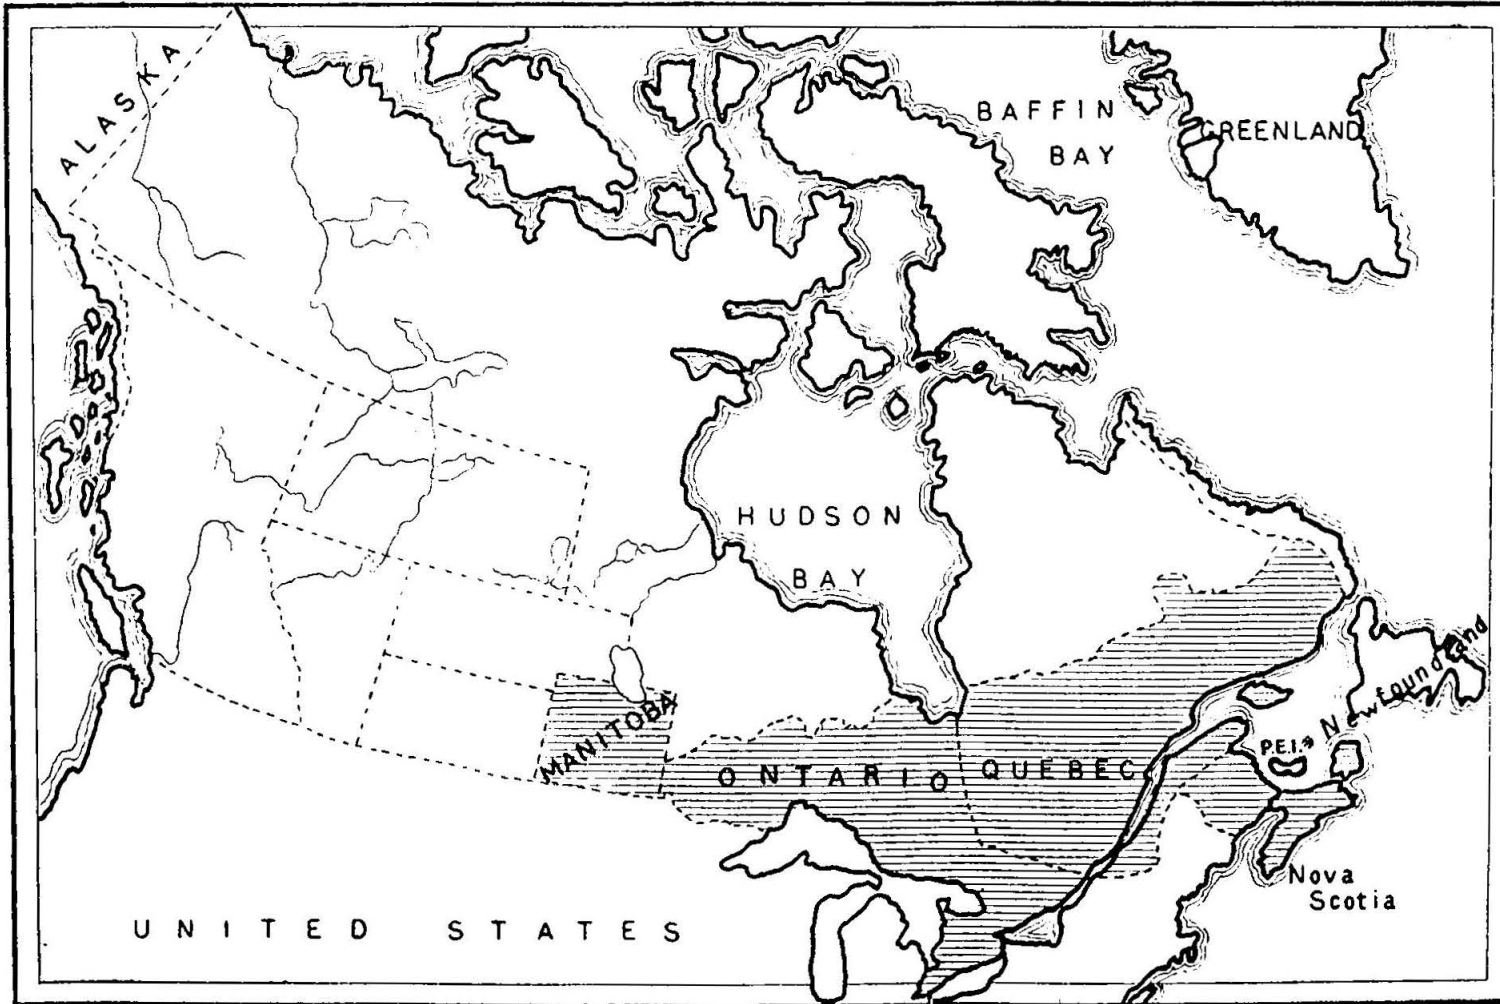 ALASKA
BAFFIN
BAY
GREENLAND
HUDSON
BAY
Newfoundland
MANITOBA
P.E.I.
ONTARIO
QUEBEC
Nova
Scotia
UNITED STATES